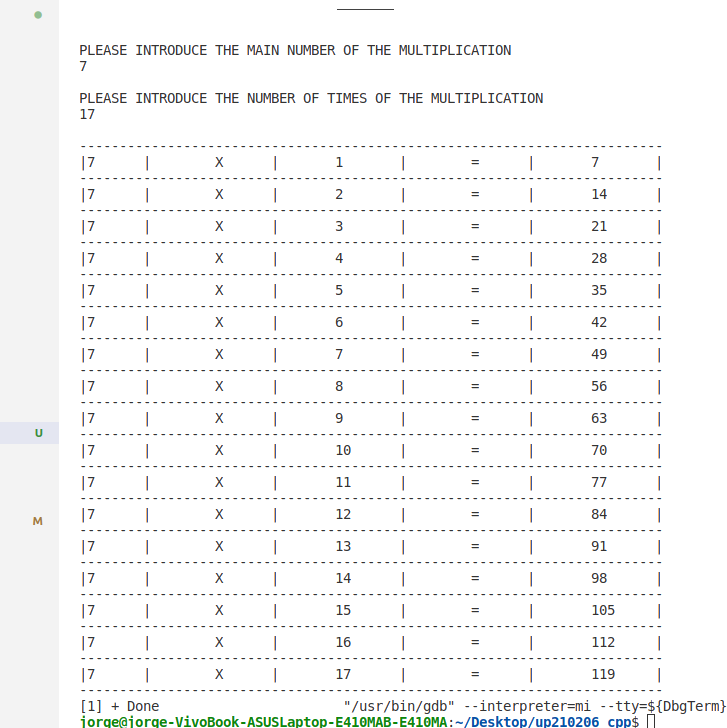 PLEASE INTRODUCE THE MAIN NUMBER OF THE MULTIPLICATION
7
PLEASE INTRODUCE THE NUMBER OF TIMES OF THE MULTIPLICATION
17
-------------------------------------------------------------------------
|7 | X | 1 | = | 7 |
-------------------------------------------------------------------------
|7 | X | 2 | = | 14 |
-------------------------------------------------------------------------
|7 | X | 3 | = | 21 |
-------------------------------------------------------------------------
|7 | X | 4 | = | 28 |
-------------------------------------------------------------------------
|7 | X | 5 | = | 35 |
-------------------------------------------------------------------------
|7 | X | 6 | = | 42 |
-------------------------------------------------------------------------
|7 | X | 7 | = | 49 |
-------------------------------------------------------------------------
|7 | X | 8 | = | 56 |
-------------------------------------------------------------------------
|7 | X | 9 | = | 63 |
-------------------------------------------------------------------------
U
|7 | X | 10 | = | 70 |
-------------------------------------------------------------------------
|7 | X | 11 | = | 77 |
-------------------------------------------------------------------------
|7 | X | 12 | = | 84 |
-------------------------------------------------------------------------
M
|7 | X | 13 | = | 91 |
-------------------------------------------------------------------------
|7 | X | 14 | = | 98 |
-------------------------------------------------------------------------
|7 | X | 15 | = | 105 |
-------------------------------------------------------------------------
|7 | X | 16 | = | 112 |
-------------------------------------------------------------------------
|7 | X | 17 | = | 119 |
-------------------------------------------------------------------------
[1] + Done "/usr/bin/gdb" --interpreter=mi --tty=${DbgTerm}
jorge@jorge-VivoBook-ASUSLaptop-E410MAB-E410MA:~/Desktop/up210206_cpp$